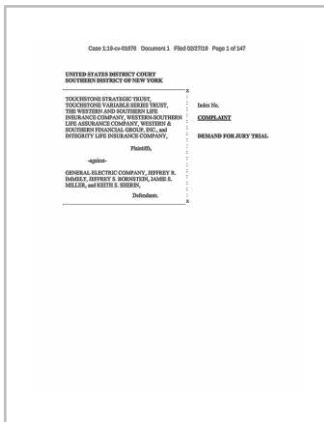 Case 1:19-cv-01876 Document 1 Filed 02/27/19 Page 1 of 147
UNITED STATES DISTRICT COURT
SOUTHERN DISTRICT OF NEW YORK
x
TOUCHSTONE STRATEGIC TRUST,
TOUCHSTONE VARIABLE SERIES TRUST,
THE WESTERN AND SOUTHERN LIFE
INSURANCE COMPANY, WESTERN-SOUTHERN
LIFE ASSURANCE COMPANY, WESTERN &
SOUTHERN FINANCIAL GROUP, INC., and
INTEGRITY LIFE INSURANCE COMPANY,
Plaintiffs,
-against-
GENERAL ELECTRIC COMPANY, JEFFREY R.
IMMELT, JEFFREY S. BORNSTEIN, JAMIE S.
MILLER, and KEITH S. SHERIN,
Defendants.
x
Index No.
COMPLAINT
DEMAND FOR JURY TRIAL